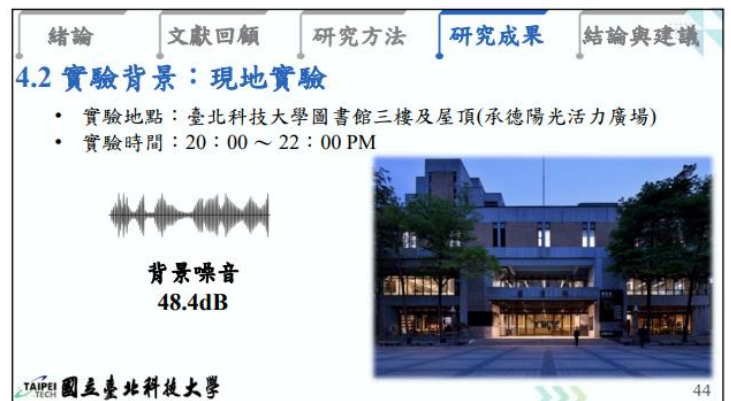 緒論 文獻回顧 研究方法 研究成果 結論與建議
4.2 實驗背景：現地實驗
• 實驗地點：臺北科技大學圖書館三樓及屋頂(承德陽光活力廣場)
• 實驗時間：20：00 ～ 22：00 PM
背景噪音
48.4dB
TAIPEI TECH 國立臺北科技大學
44